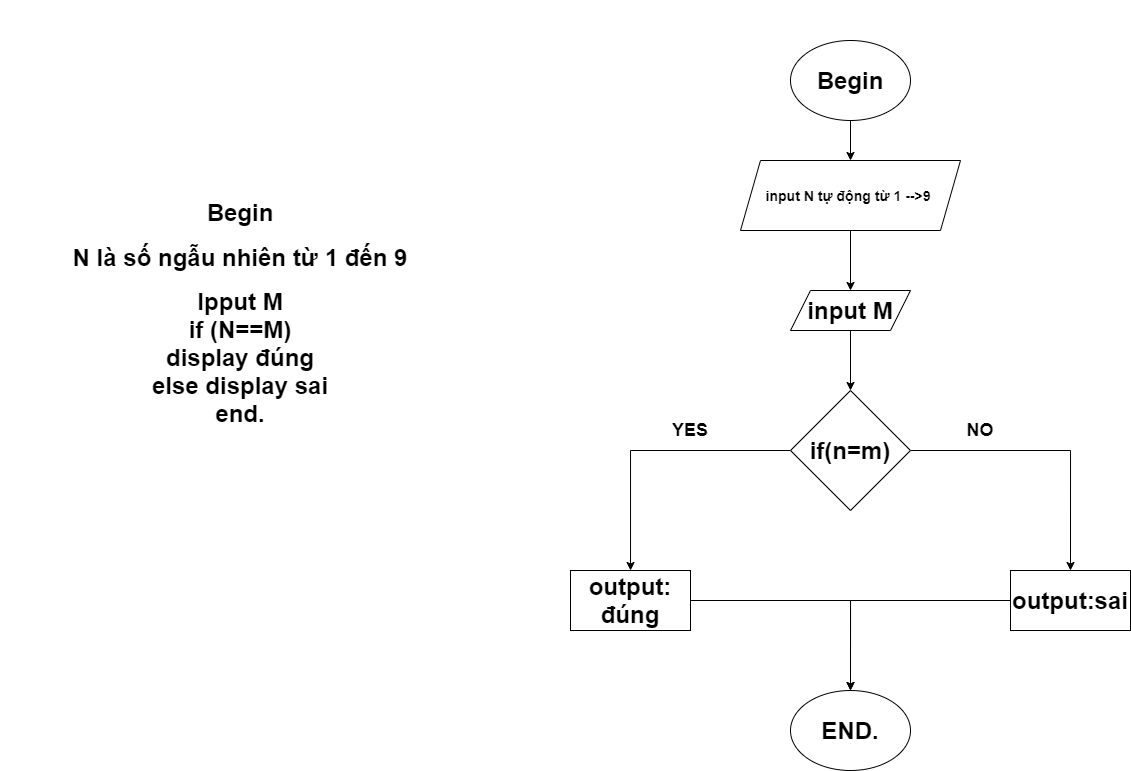 Begin
N là số ngẫu nhiên từ 1 đến 9
Ipput M
if (N==M)
display đúng
else display sai
end.
Begin
input N tự động từ 1 -->9
input M
if(n=m)
YES
NO
output:
đúng
output:sai
END.